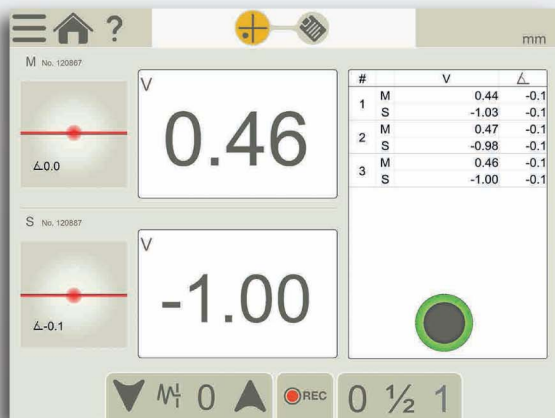 ?
mm
M No. 120867
V
0.46
∡0.0
S No. 120887
V
-1.00
∡-0.1
# V ∡
1 M 0.44 -0.1
S -1.03 -0.1
2 M 0.47 -0.1
S -0.98 -0.1
3 M 0.46 -0.1
S -1.00 -0.1
0 REC 0 ½ 1